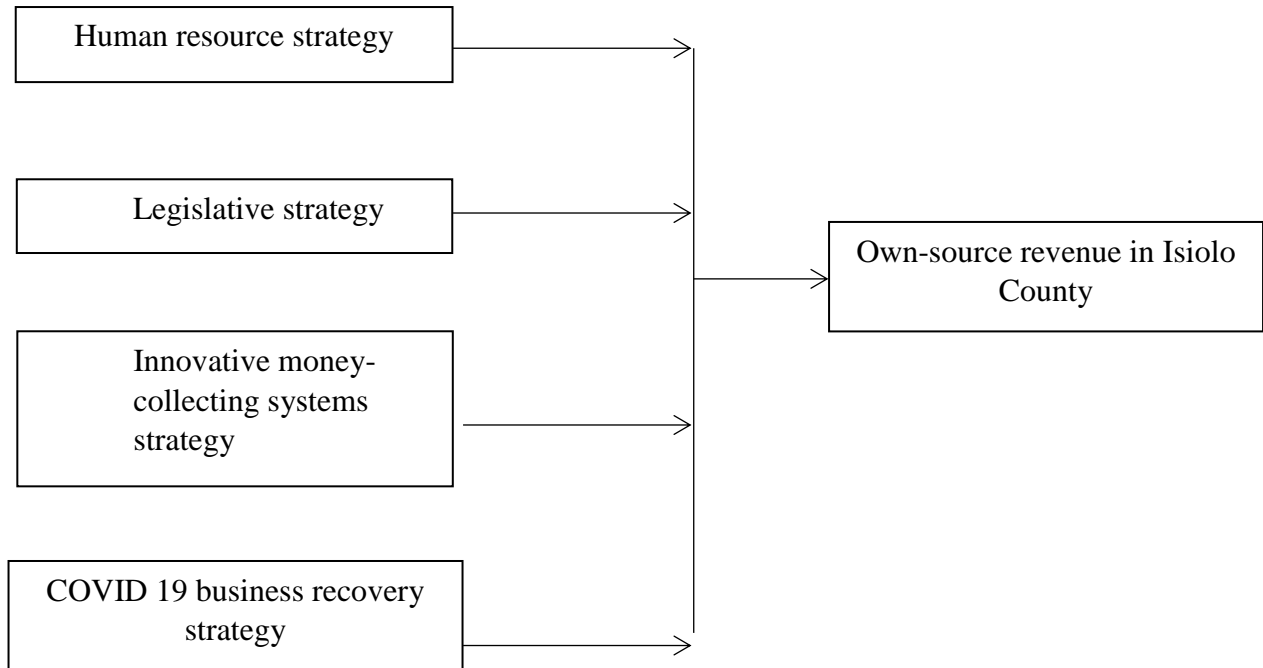 Human resource strategy
Legislative strategy
Own-source revenue in Isiolo
County
Innovative money-
collecting systems
strategy
COVID 19 business recovery
strategy